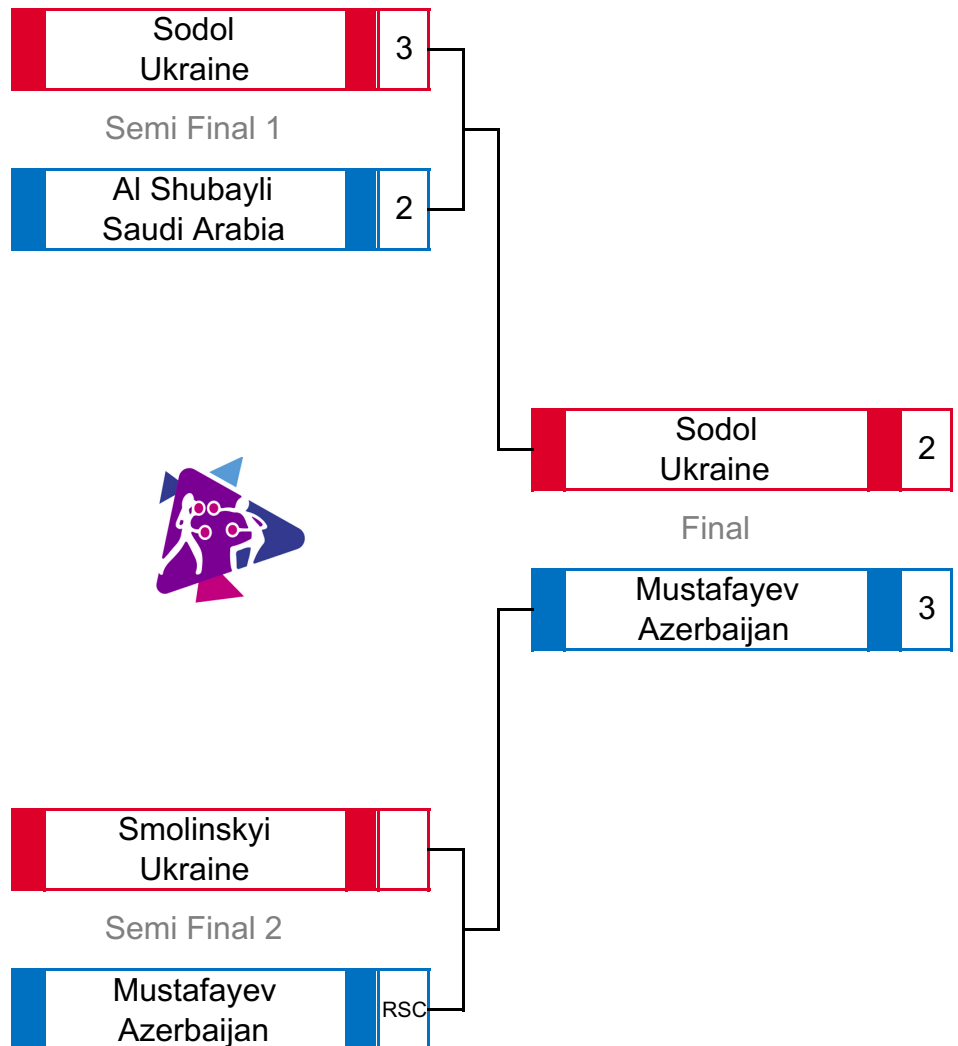 Sodol
Ukraine
3
Semi Final 1
Al Shubayli
Saudi Arabia
2
Sodol
Ukraine
2
Final
Mustafayev
Azerbaijan
3
Smolinskyi
Ukraine
Semi Final 2
Mustafayev
Azerbaijan
RSC